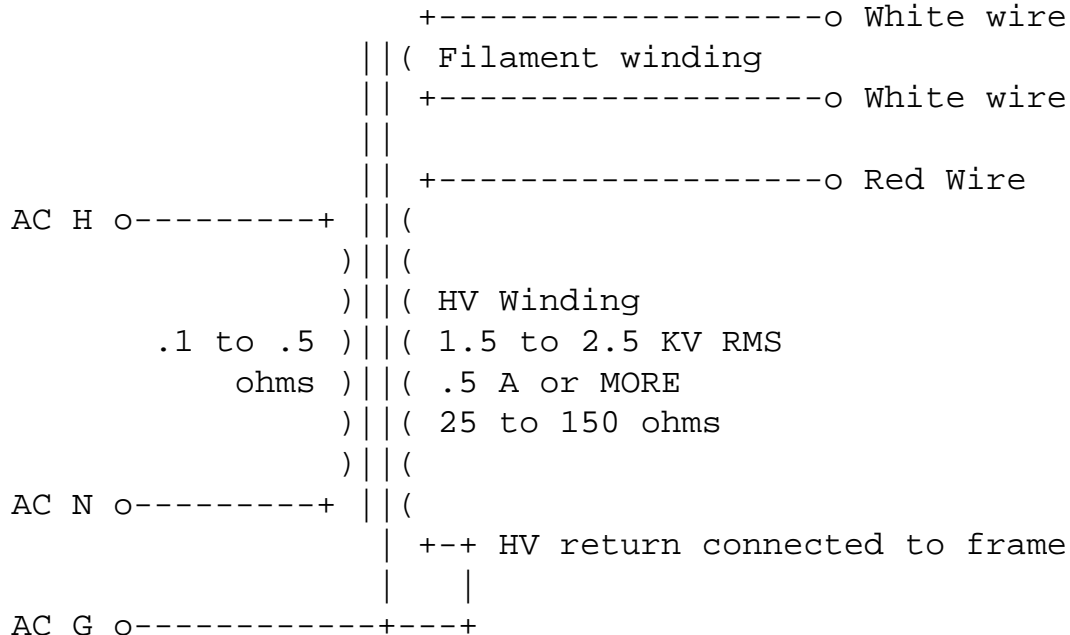 White wire
Filament winding
White wire
Red Wire
AC H
HV Winding
.1 to .5 1.5 to 2.5 KV RMS
ohms .5 A or MORE
25 to 150 ohms
AC N
HV return connected to frame
AC G